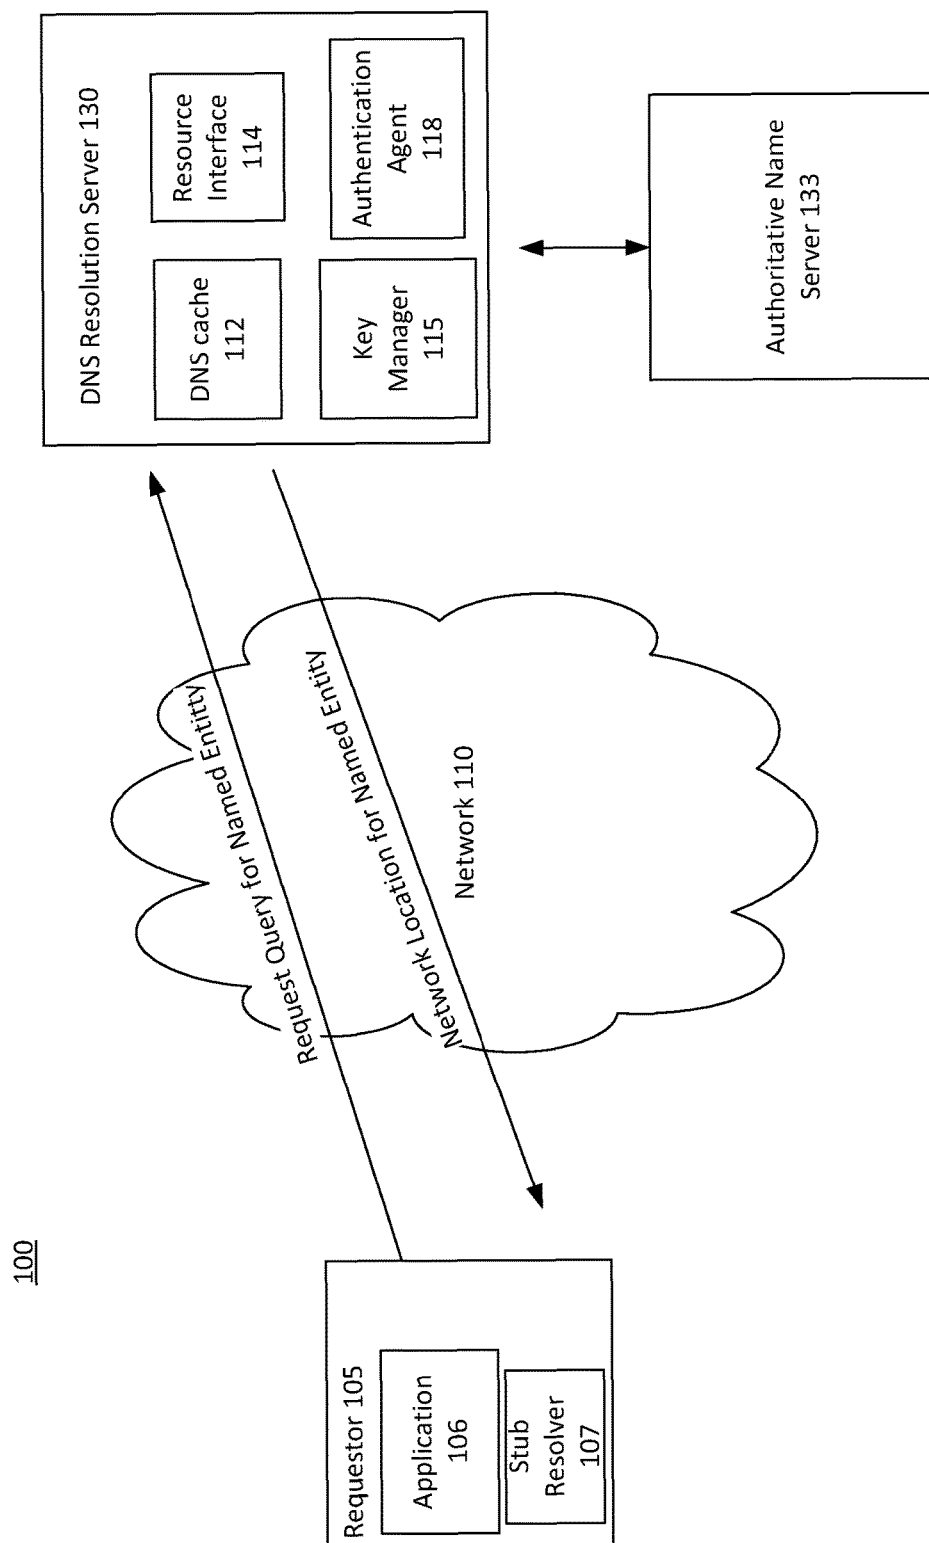 100
Requestor 105
Application
106
Stub
Resolver
107
Request Query for Named Entitty
Network Location for Named Entity
Network 110
DNS Resolution Server 130
DNS cache
112
Resource
Interface
114
Key
Manager
115
Authentication
Agent
118
Authoritative Name
Server 133